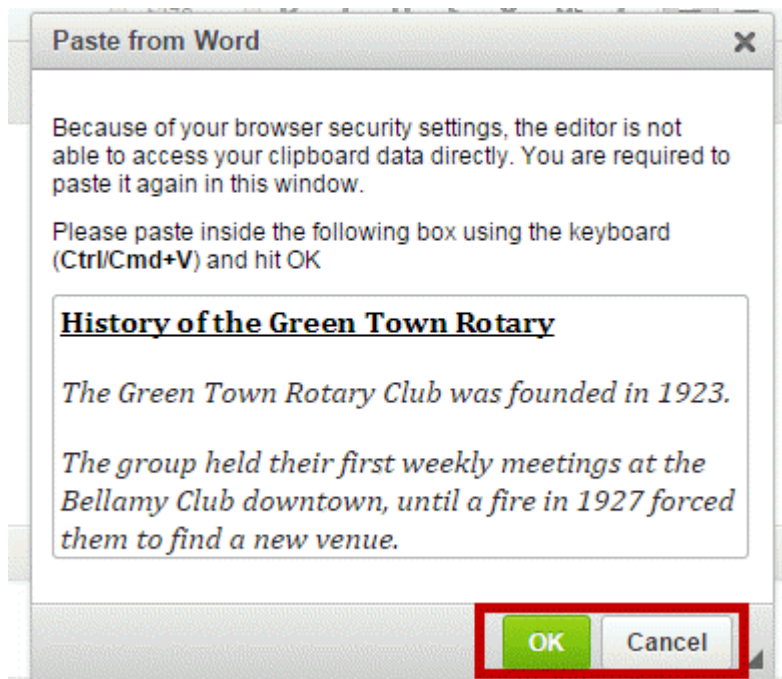 Paste from Word
Because of your browser security settings, the editor is not
able to access your clipboard data directly. You are required to
paste it again in this window.
Please paste inside the following box using the keyboard
(Ctrl/Cmd+V) and hit OK
History of the Green Town Rotary
The Green Town Rotary Club was founded in 1923.
The group held their first weekly meetings at the
Bellamy Club downtown, until a fire in 1927 forced
them to find a new venue.
OK Cancel